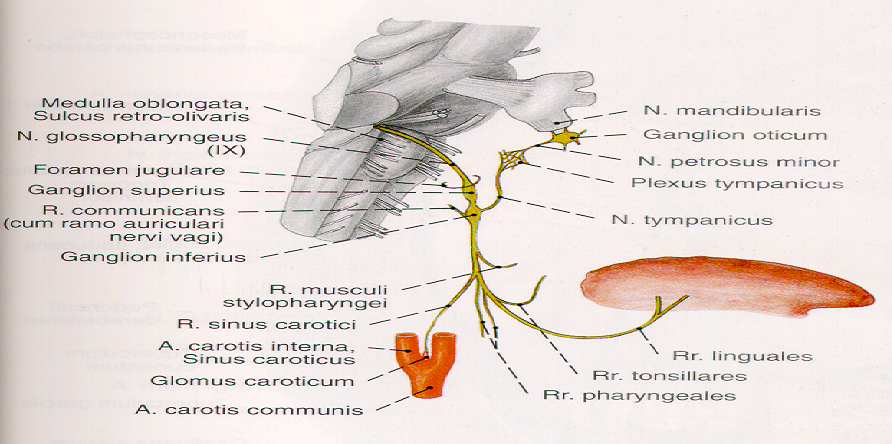 Medulla oblongata,
Sulcus retro-olivaris
N. glossopharyngeus
(IX)
Foramen jugulare
Ganglion superius
R. communicans
(cum ramo auriculari
nervi vagi)
Ganglion inferius
R. musculi
stylopharyngei
R. sinus carotici
A. carotis interna,
Sinus caroticus
Glomus caroticum
A. carotis communis
N. mandibularis
Ganglion oticum
N. petrosus minor
Plexus tympanicus
N. tympanicus
Rr. linguales
Rr. tonsillares
Rr. pharyngeales